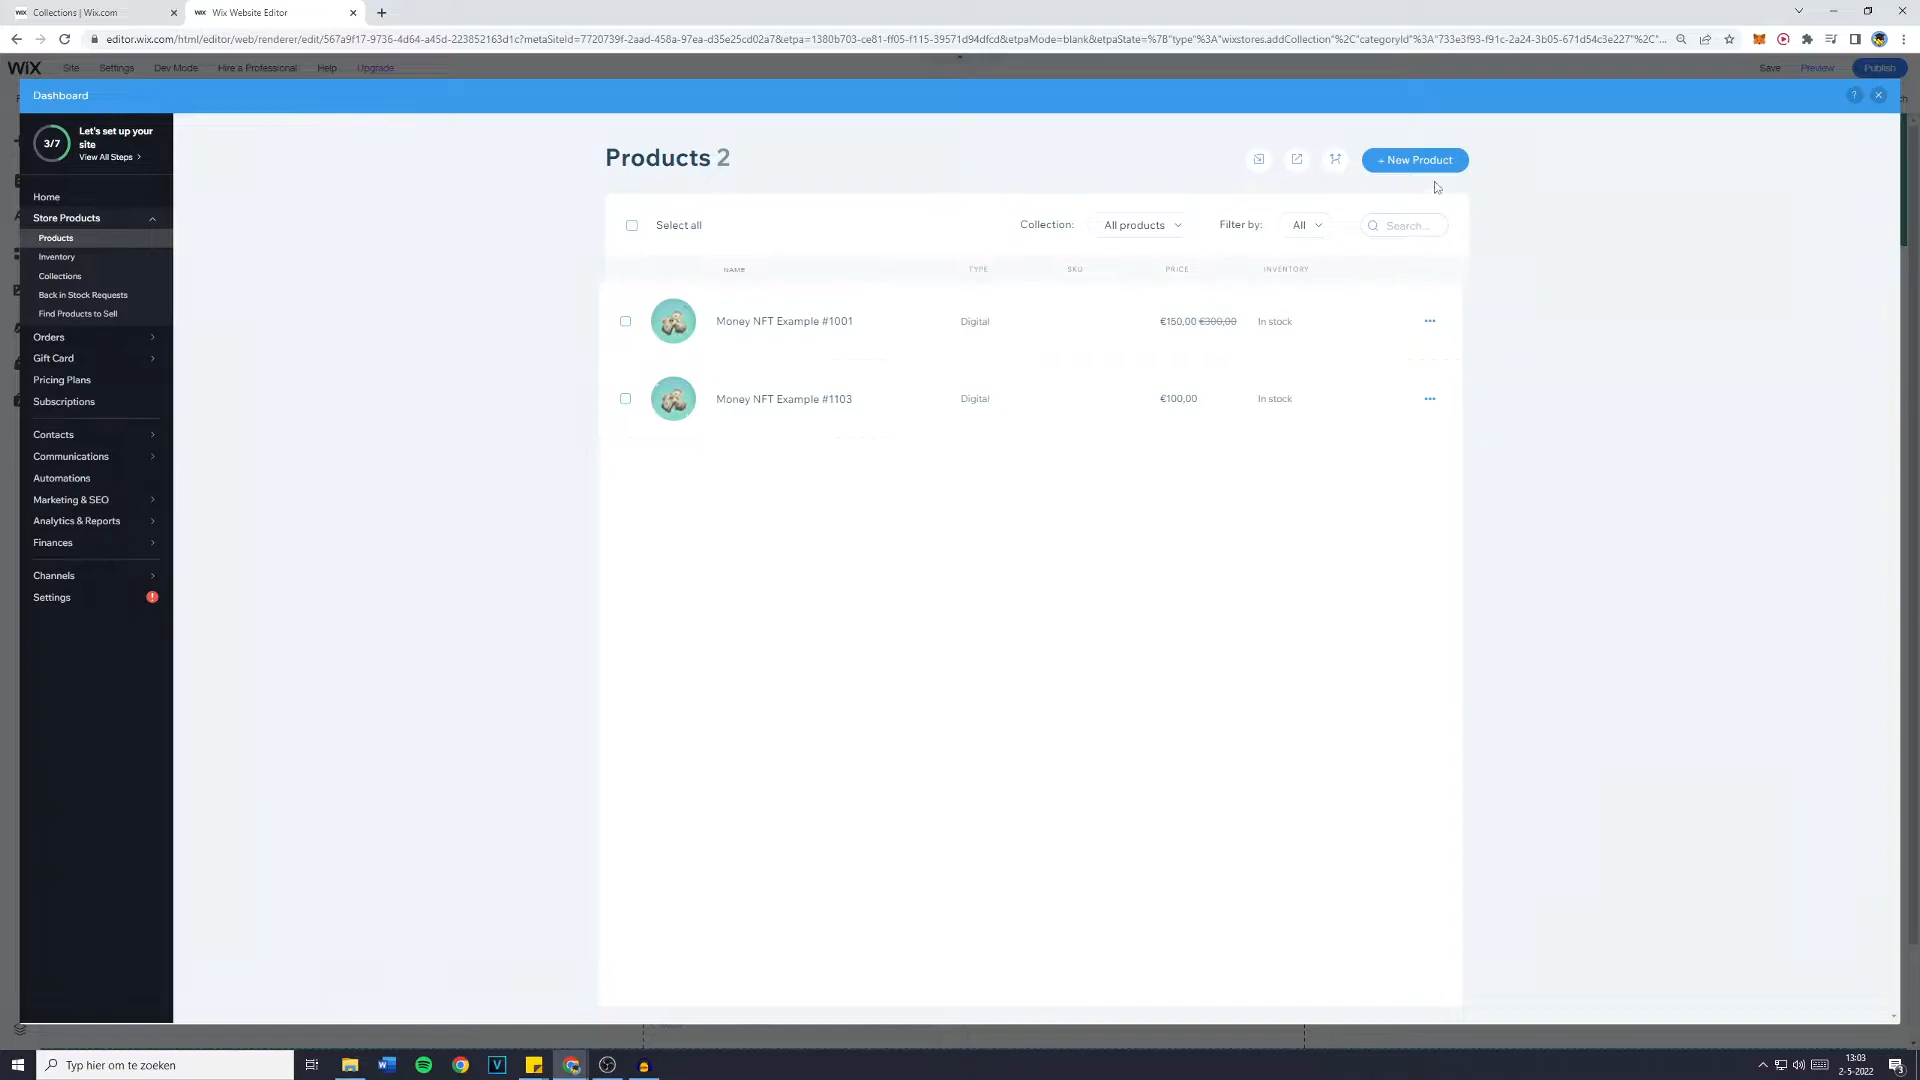 Collections | Wix.com
Wix Website Editor
editor.wix.com/html/editor/web/renderer/edit/567a9f17-9736-4d64-a45d-223852163d1c?metaSiteId=7720739f-2aad-458a-97ea-d35e25cd02a7&etpa=1380b703-ce81-ff05-f115-39571d94dfcd&etpaMode=blank&etpaState=%7B"type"%3A"wixstores.addCollection"%2C"categoryId"%3A"733e3f93-f91c-2a24-3b05-671d54c3e227"%2C"...
WIX Site Settings Dev Mode Hire a Professional Help Upgrade Save Preview Publish
Dashboard
?
3/7
Let's set up your
site
View All Steps
Home
Store Products
Products
Inventory
Collections
Back in Stock Requests
Find Products to Sell
Orders
Gift Card
Pricing Plans
Subscriptions
Contacts
Communications
Automations
Marketing & SEO
Analytics & Reports
Finances
Channels
Settings
Products 2
+ New Product
Select all
Collection: All products
Filter by: All
Search...
NAME TYPE SKU PRICE INVENTORY
Money NFT Example #1001 Digital €150,00 €300,00 In stock
Money NFT Example #1103 Digital €100,00 In stock
Typ hier om te zoeken
13:03
2-5-2022
3